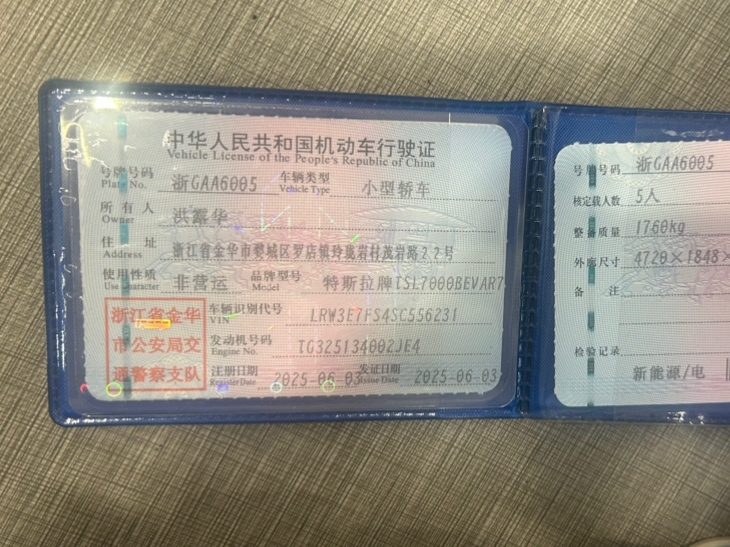 中华人民共和国机动车行驶证
Vehicle License of the People's Republic of China
号牌号码 Plate No. 浙GAA6005 车辆类型 Vehicle Type 小型轿车
所有人 Owner 洪露华
住址 Address 浙江省金华市婺城区罗店镇玲珑岩村茂岩路22号
使用性质 Use Character 非营运 品牌型号 Model 特斯拉牌TSL7000BEVAR7
浙江省金华市公安局交通警察支队
车辆识别代号 VIN LRW3E7FS4SC556231
发动机号码 Engine No. TG325134002JE4
注册日期 Register Date 2025-06-03 发证日期 Issue Date 2025-06-03
号牌号码 浙GAA6005
核定载人数 5人
整备质量 1760kg
外廓尺寸 4720×1848×
备注
检验记录
新能源/电